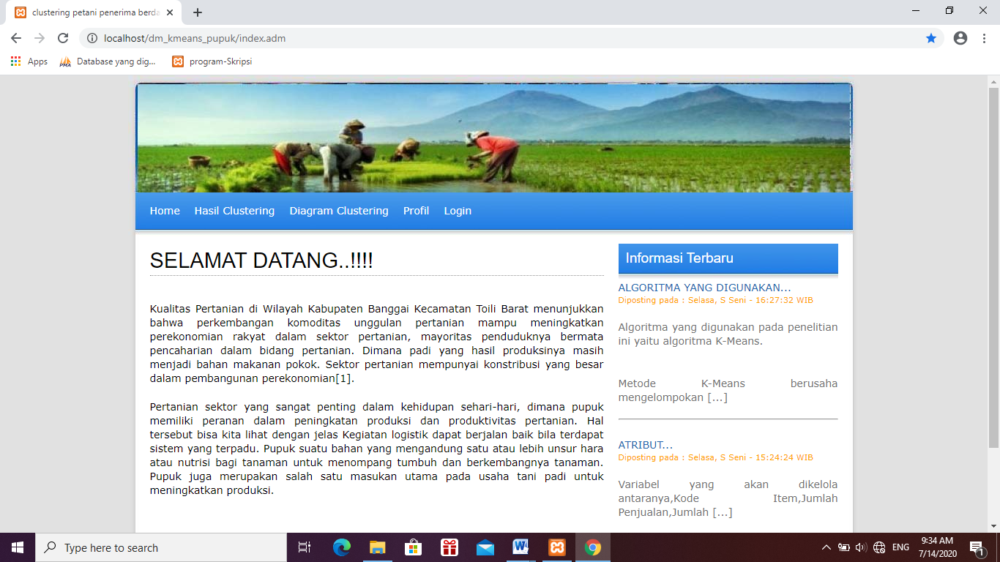 clustering petani penerima berda
localhost/dm_kmeans_pupuk/index.adm
Apps
PMA
Database yang dig...
program-Skripsi
Home
Hasil Clustering
Diagram Clustering
Profil
Login
SELAMAT DATANG..!!!!
Kualitas Pertanian di Wilayah Kabupaten Banggai Kecamatan Toili Barat menunjukkan
bahwa perkembangan komoditas unggulan pertanian mampu meningkatkan
perekonomian rakyat dalam sektor pertanian, mayoritas penduduknya bermata
pencaharian dalam bidang pertanian. Dimana padi yang hasil produksinya masih
menjadi bahan makanan pokok. Sektor pertanian mempunyai konstribusi yang besar
dalam pembangunan perekonomian[1].
Pertanian sektor yang sangat penting dalam kehidupan sehari-hari, dimana pupuk
memiliki peranan dalam peningkatan produksi dan produktivitas pertanian. Hal
tersebut bisa kita lihat dengan jelas Kegiatan logistik dapat berjalan baik bila terdapat
sistem yang terpadu. Pupuk suatu bahan yang mengandung satu atau lebih unsur hara
atau nutrisi bagi tanaman untuk menompang tumbuh dan berkembangnya tanaman.
Pupuk juga merupakan salah satu masukan utama pada usaha tani padi untuk
meningkatkan produksi.
Informasi Terbaru
ALGORITMA YANG DIGUNAKAN...
Diposting pada : Selasa, S Seni - 16:27:32 WIB
Algoritma yang digunakan pada penelitian
ini yaitu algoritma K-Means.
Metode K-Means berusaha
mengelompokan [...]
ATRIBUT...
Diposting pada : Selasa, S Seni - 15:24:24 WIB
Variabel yang akan dikelola
antaranya,Kode Item,Jumlah
Penjualan,Jumlah [...]
Type here to search
ENG
9:34 AM
7/14/2020
1